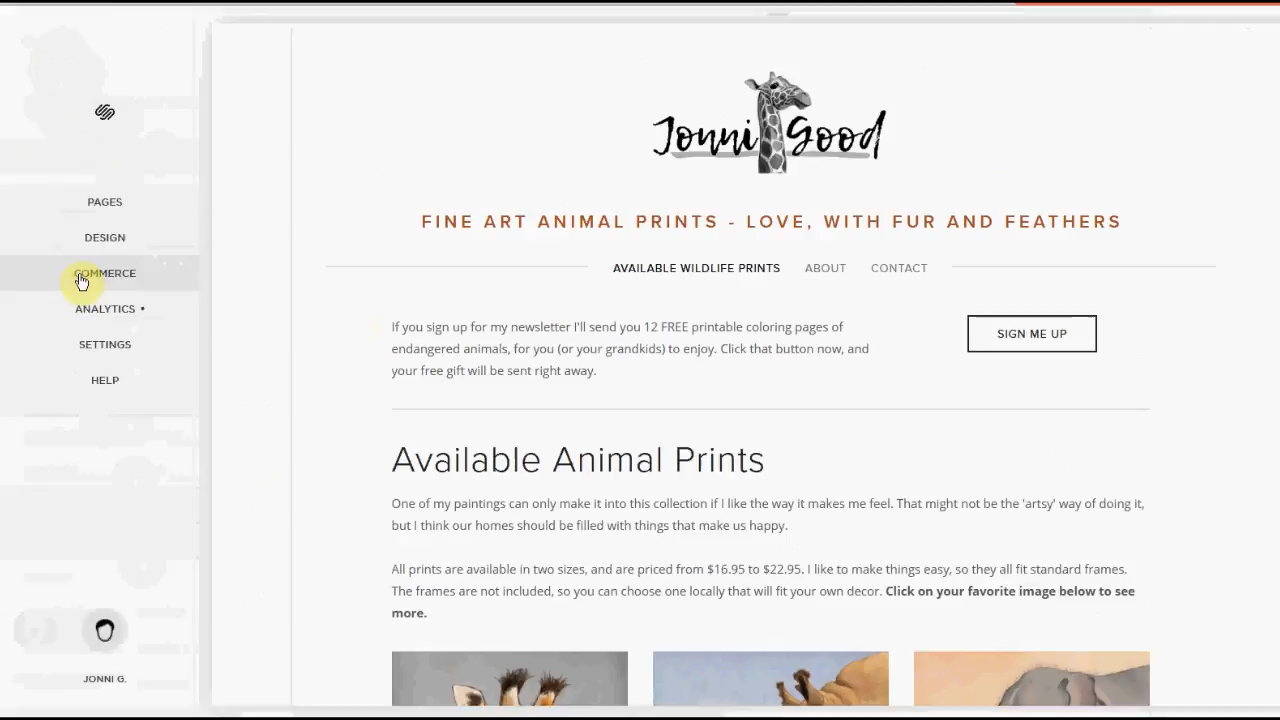 PAGES
DESIGN
COMMERCE
ANALYTICS •
SETTINGS
HELP
JONNI G.
Jonni Good
FINE ART ANIMAL PRINTS - LOVE, WITH FUR AND FEATHERS
AVAILABLE WILDLIFE PRINTS ABOUT CONTACT
If you sign up for my newsletter I'll send you 12 FREE printable coloring pages of
endangered animals, for you (or your grandkids) to enjoy. Click that button now, and
your free gift will be sent right away.
SIGN ME UP
Available Animal Prints
One of my paintings can only make it into this collection if I like the way it makes me feel. That might not be the 'artsy' way of doing it,
but I think our homes should be filled with things that make us happy.
All prints are available in two sizes, and are priced from $16.95 to $22.95. I like to make things easy, so they all fit standard frames.
The frames are not included, so you can choose one locally that will fit your own decor. Click on your favorite image below to see
more.